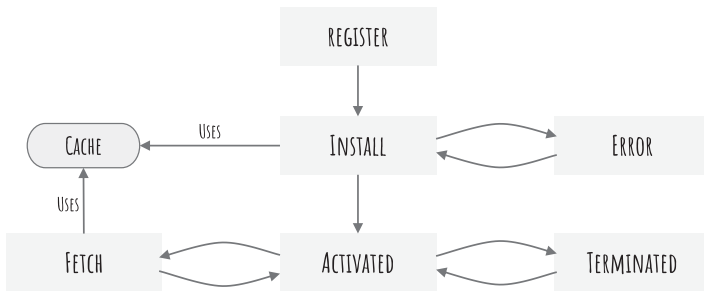 REGISTER
USES
CACHE
INSTALL
ERROR
USES
FETCH
ACTIVATED
TERMINATED